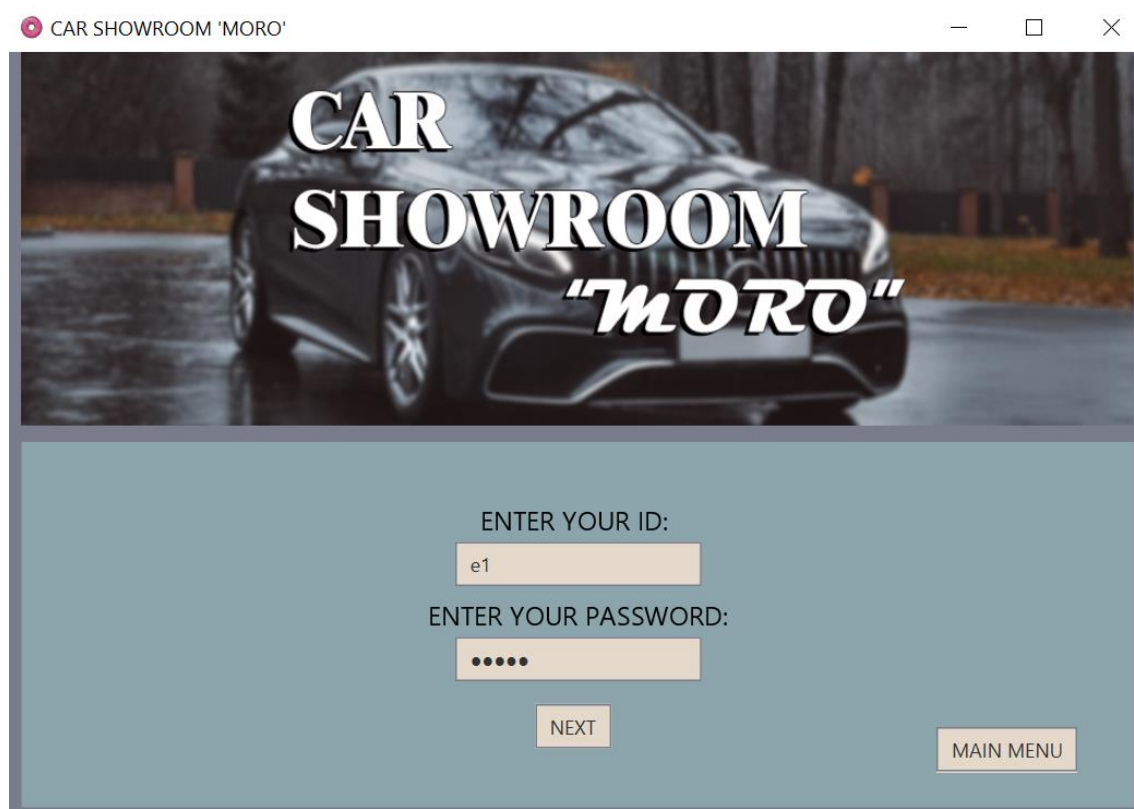 CAR SHOWROOM 'MORO'
CAR
SHOWROOM
"MORO"
ENTER YOUR ID:
e1
ENTER YOUR PASSWORD:
●●●●●
NEXT
MAIN MENU